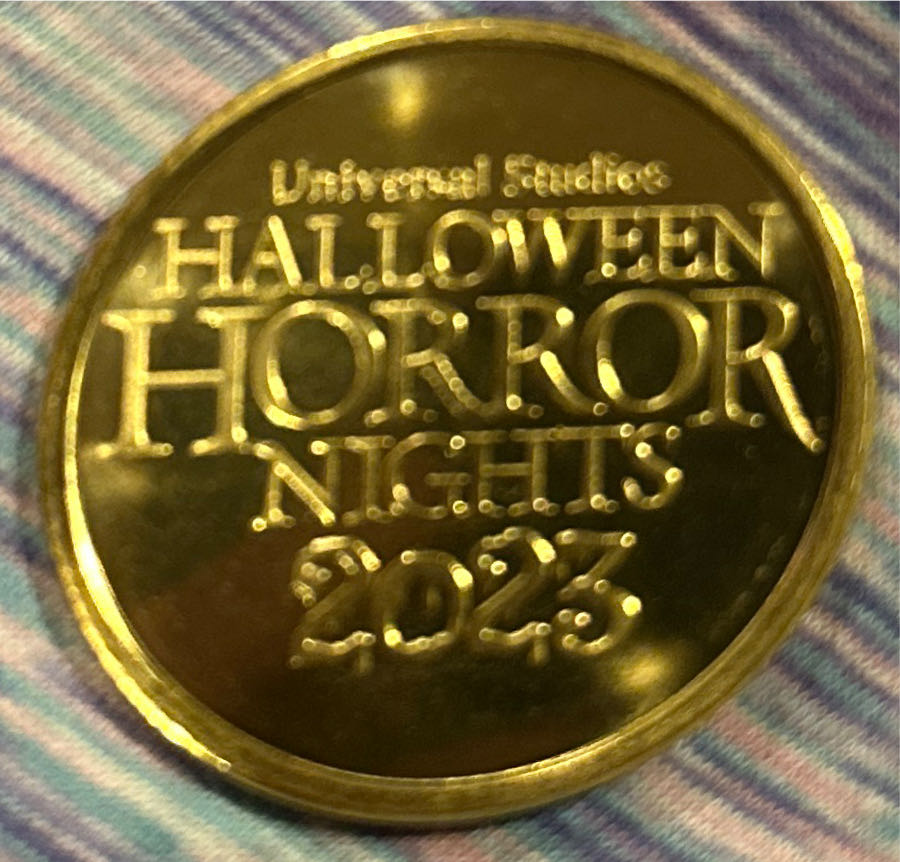 Universal Studios
HALLOWEEN
HORROR
NIGHTS
2023